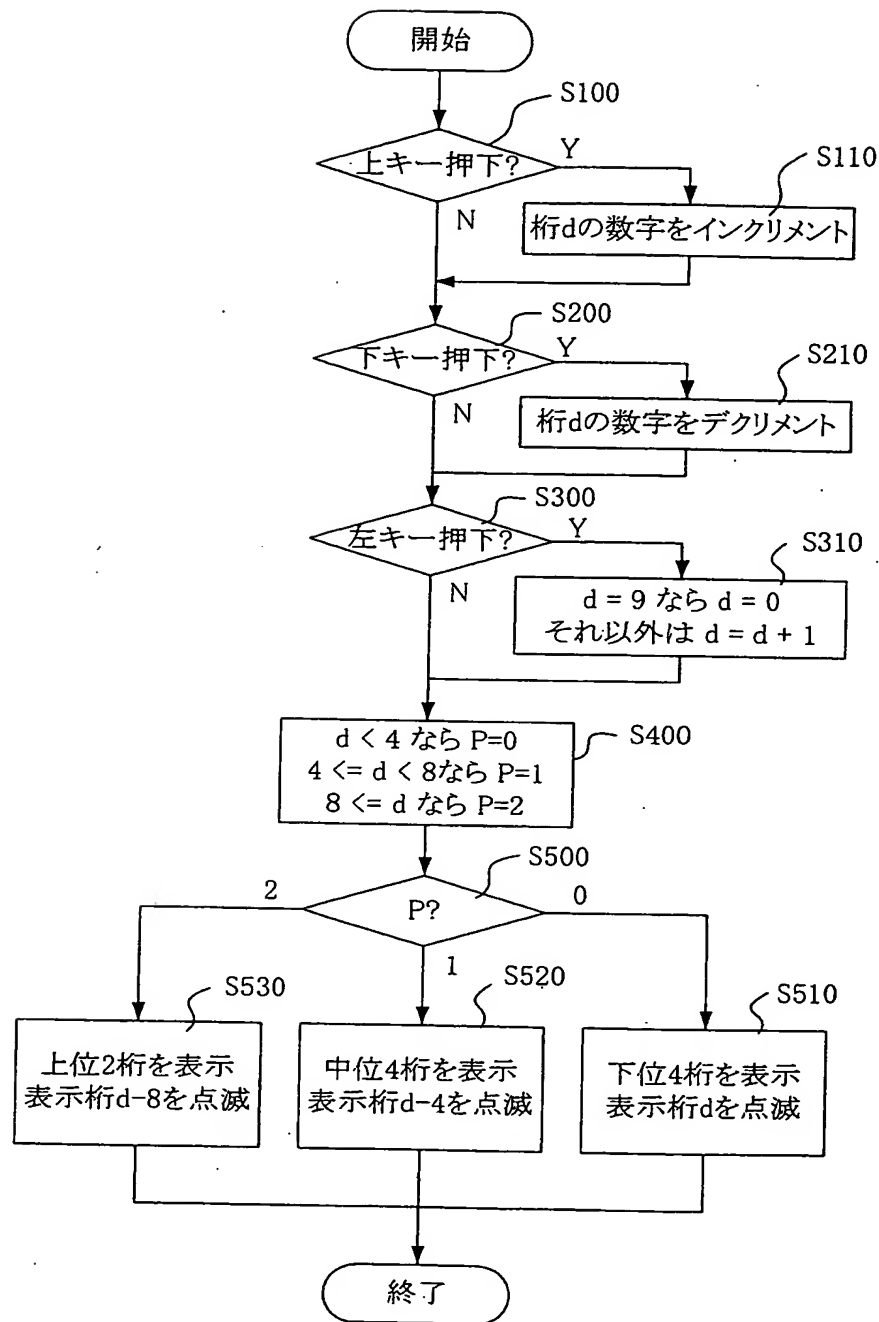 開始
S100
上キー押下?
Y
S110
N
桁dの数字をインクリメント
S200
下キー押下?
Y
S210
N
桁dの数字をデクリメント
S300
左キー押下?
Y
S310
N
d = 9 なら d = 0
それ以外は d = d + 1
d < 4 なら P=0
4 <= d < 8なら P=1
8 <= d なら P=2
S400
S500
2
P?
0
1
S530
S520
S510
上位2桁を表示
表示桁d-8を点滅
中位4桁を表示
表示桁d-4を点滅
下位4桁を表示
表示桁dを点滅
終了